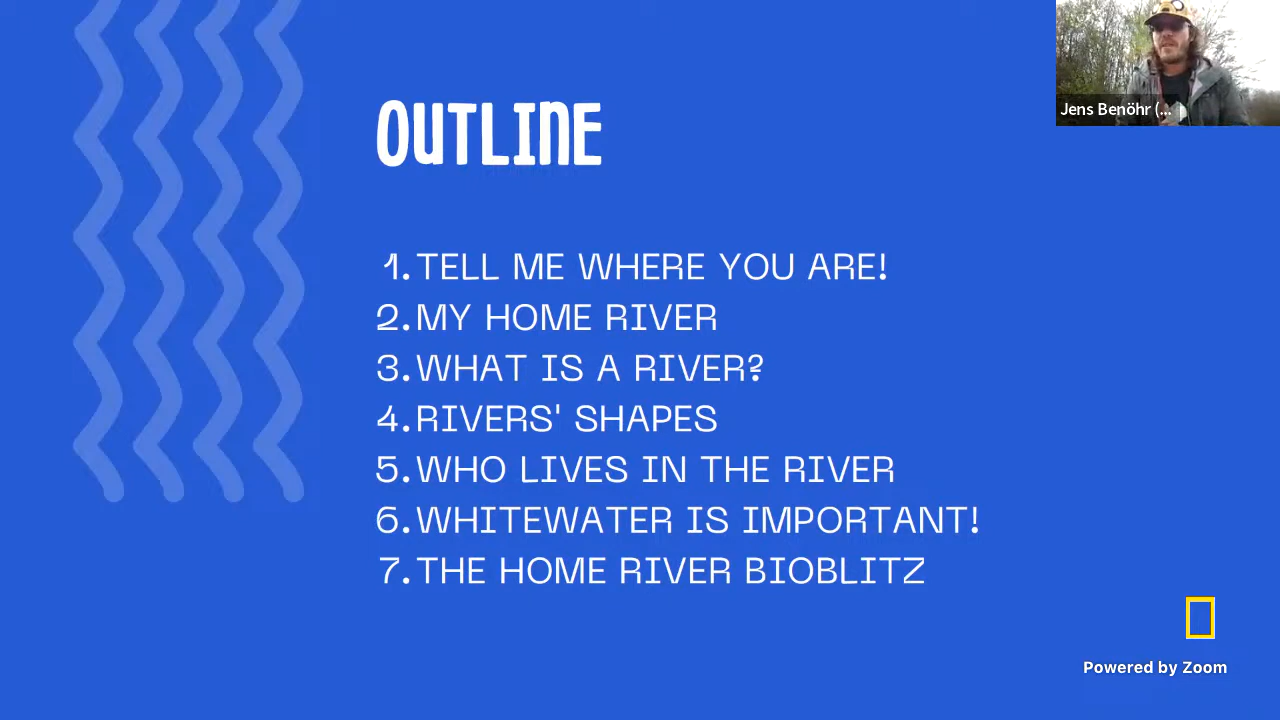 Jens Benöhr (...
OUTLINE
1. TELL ME WHERE YOU ARE!
2. MY HOME RIVER
3. WHAT IS A RIVER?
4. RIVERS' SHAPES
5. WHO LIVES IN THE RIVER
6. WHITEWATER IS IMPORTANT!
7. THE HOME RIVER BIOBLITZ
Powered by Zoom